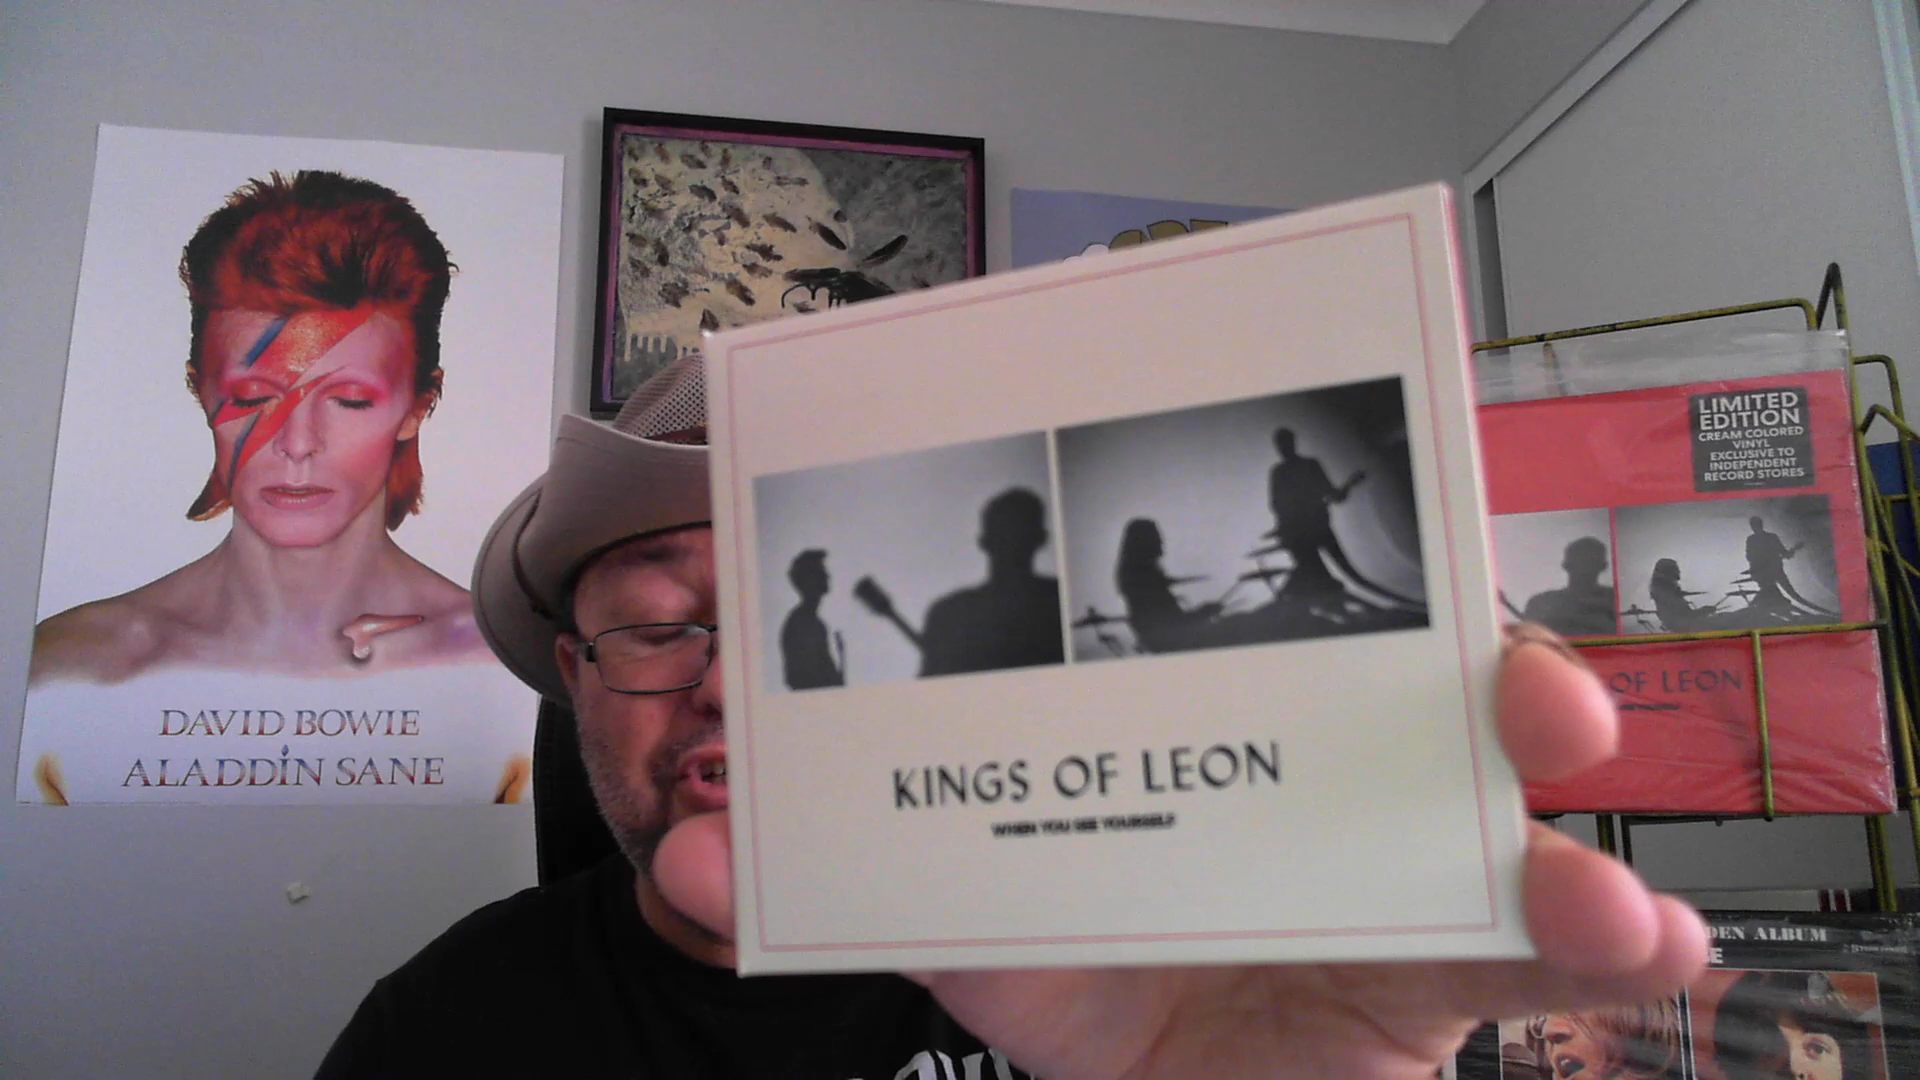 DAVID BOWIE
ALADDIN SANE
KINGS OF LEON
WHEN YOU SEE YOURSELF
LIMITED
EDITION
CREAM COLORED
VINYL
EXCLUSIVE TO
INDEPENDENT
RECORD STORES
OF LEON
ALBUM